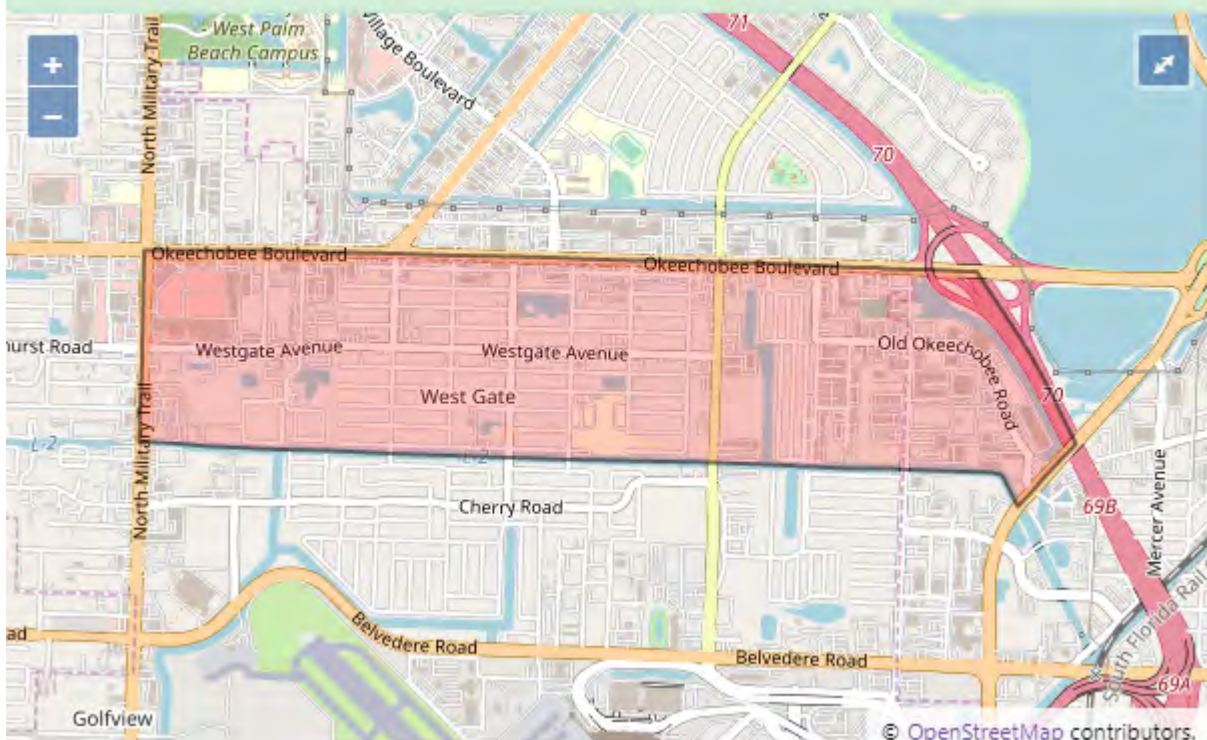 +
−
- West Palm
Beach Campus
Village Boulevard
North Military Trail
71
70
Okeechobee Boulevard
Okeechobee Boulevard
hurst Road
Westgate Avenue
Westgate Avenue
Old Okeechobee Road
West Gate
70
North Military Trail
L-2
L-2
Cherry Road
69B
Mercer Avenue
South Florida Rail
Belvedere Road
ad
Belvedere Road
69A
Golfview
© OpenStreetMap contributors.